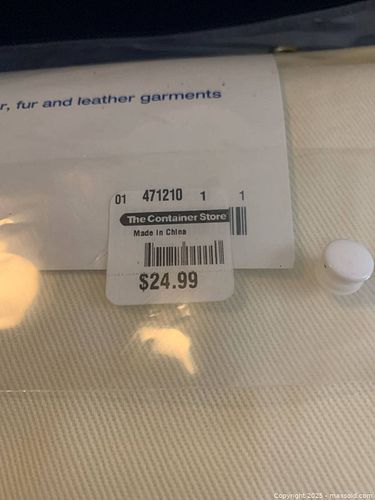 r, fur and leather garments
01 471210 1 1
The Container Store
Made in China
$24.99
Copyright 2025 - maxsold.com